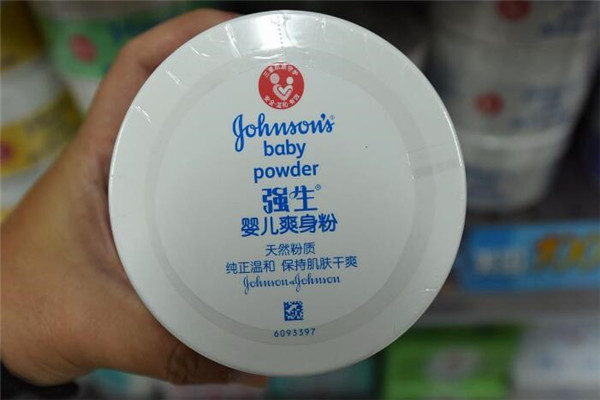 Johnson's®
baby
powder
强生®
婴儿爽身粉
天然粉质
纯正温和 保持肌肤干爽
Johnson & Johnson
6093397